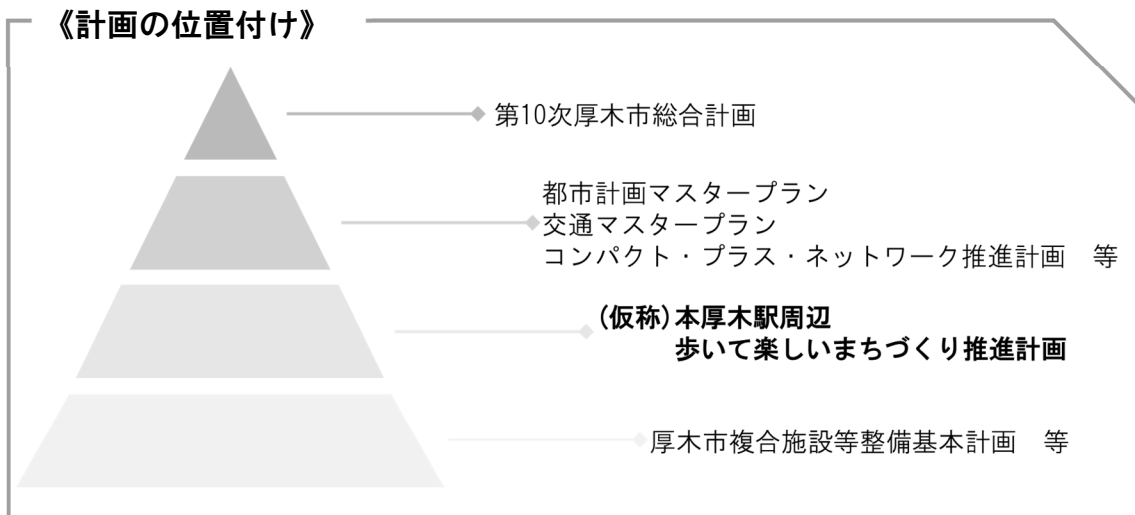 《計画の位置付け》
第10次厚木市総合計画
都市計画マスタープラン
交通マスタープラン
コンパクト・プラス・ネットワーク推進計画　等
(仮称)本厚木駅周辺
歩いて楽しいまちづくり推進計画
厚木市複合施設等整備基本計画　等